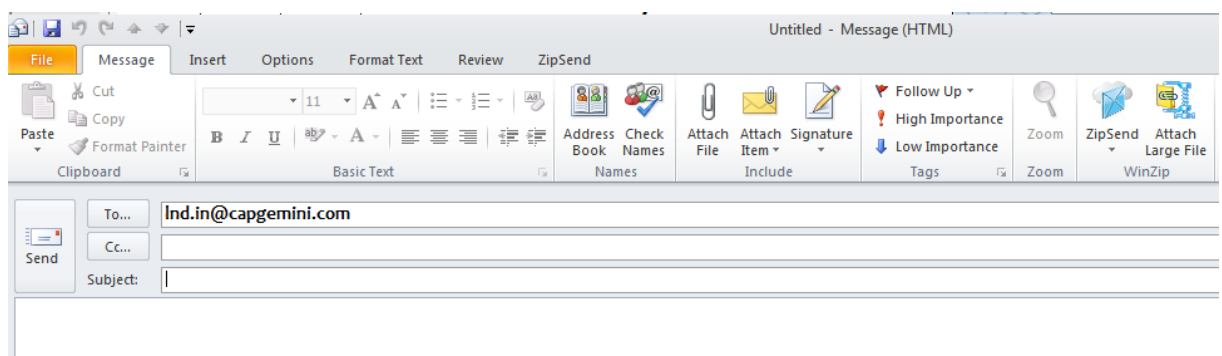 Untitled - Message (HTML)
File Message Insert Options Format Text Review ZipSend
Cut
Copy
Format Painter
Paste
11 A A
B I U ab A
Address Book
Check Names
Attach File
Attach Item
Signature
Follow Up
High Importance
Low Importance
Zoom
ZipSend
Attach Large File
Clipboard Basic Text Names Include Tags Zoom WinZip
Send
To... lnd.in@capgemini.com
Cc...
Subject: